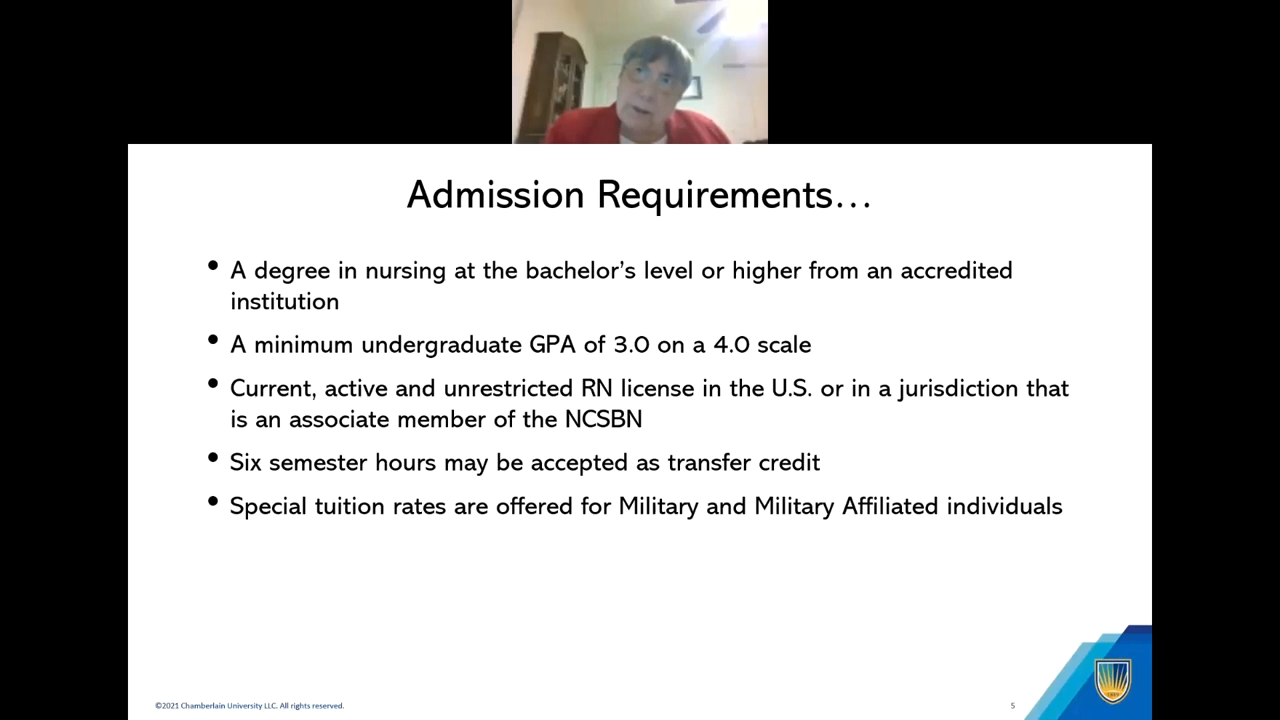 Admission Requirements...
• A degree in nursing at the bachelor's level or higher from an accredited
institution
• A minimum undergraduate GPA of 3.0 on a 4.0 scale
• Current, active and unrestricted RN license in the U.S. or in a jurisdiction that
is an associate member of the NCSBN
• Six semester hours may be accepted as transfer credit
• Special tuition rates are offered for Military and Military Affiliated individuals
©2021 Chamberlain University LLC. All rights reserved.
5